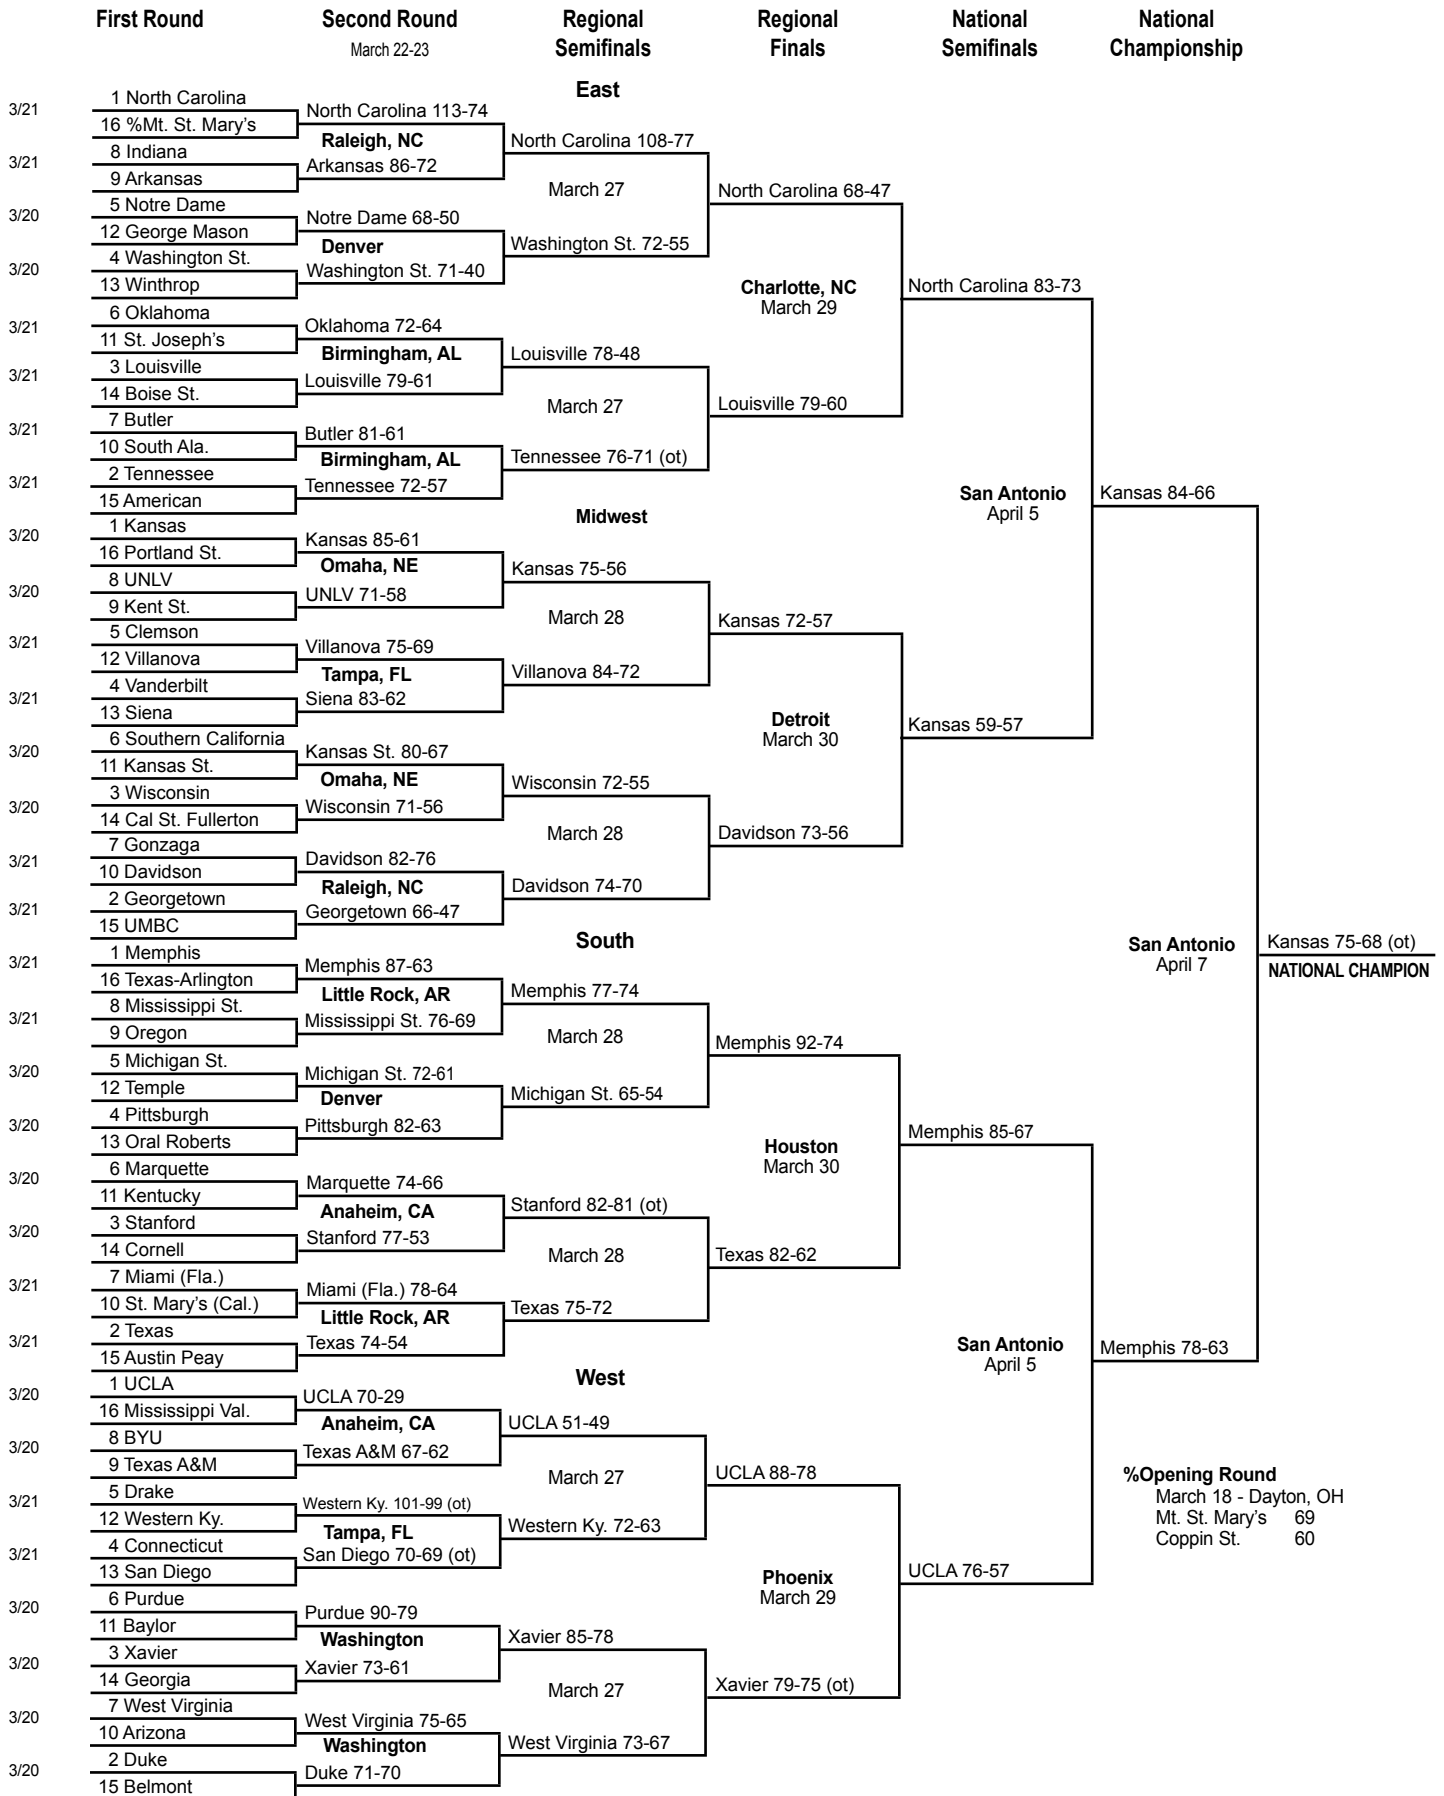 First Round
Second Round
March 22-23
Regional
Semifinals
Regional
Finals
National
Semifinals
National
Championship
East
3/21
1 North Carolina
16 %Mt. St. Mary's
North Carolina 113-74
Raleigh, NC
3/21
8 Indiana
9 Arkansas
Arkansas 86-72
North Carolina 108-77
March 27
3/20
5 Notre Dame
12 George Mason
Notre Dame 68-50
Denver
3/20
4 Washington St.
13 Winthrop
Washington St. 71-40
Washington St. 72-55
North Carolina 68-47
Charlotte, NC
March 29
3/21
6 Oklahoma
11 St. Joseph's
Oklahoma 72-64
Birmingham, AL
3/21
3 Louisville
14 Boise St.
Louisville 79-61
Louisville 78-48
March 27
3/21
7 Butler
10 South Ala.
Butler 81-61
Birmingham, AL
3/21
2 Tennessee
15 American
Tennessee 72-57
Tennessee 76-71 (ot)
Louisville 79-60
North Carolina 83-73
San Antonio
April 5
Kansas 84-66
Midwest
3/20
1 Kansas
16 Portland St.
Kansas 85-61
Omaha, NE
3/20
8 UNLV
9 Kent St.
UNLV 71-58
Kansas 75-56
March 28
3/21
5 Clemson
12 Villanova
Villanova 75-69
Tampa, FL
3/21
4 Vanderbilt
13 Siena
Siena 83-62
Villanova 84-72
Kansas 72-57
Detroit
March 30
Kansas 59-57
3/20
6 Southern California
11 Kansas St.
Kansas St. 80-67
Omaha, NE
3/20
3 Wisconsin
14 Cal St. Fullerton
Wisconsin 71-56
Wisconsin 72-55
March 28
3/21
7 Gonzaga
10 Davidson
Davidson 82-76
Raleigh, NC
3/21
2 Georgetown
15 UMBC
Georgetown 66-47
Davidson 74-70
Davidson 73-56
South
San Antonio
April 7
Kansas 75-68 (ot)
NATIONAL CHAMPION
3/21
1 Memphis
16 Texas-Arlington
Memphis 87-63
Little Rock, AR
3/21
8 Mississippi St.
9 Oregon
Mississippi St. 76-69
Memphis 77-74
March 28
3/20
5 Michigan St.
12 Temple
Michigan St. 72-61
Denver
3/20
4 Pittsburgh
13 Oral Roberts
Pittsburgh 82-63
Michigan St. 65-54
Memphis 92-74
Houston
March 30
Memphis 85-67
3/20
6 Marquette
11 Kentucky
Marquette 74-66
Anaheim, CA
3/20
3 Stanford
14 Cornell
Stanford 77-53
Stanford 82-81 (ot)
March 28
3/21
7 Miami (Fla.)
10 St. Mary's (Cal.)
Miami (Fla.) 78-64
Little Rock, AR
3/21
2 Texas
15 Austin Peay
Texas 74-54
Texas 75-72
Texas 82-62
San Antonio
April 5
Memphis 78-63
West
3/20
1 UCLA
16 Mississippi Val.
UCLA 70-29
Anaheim, CA
3/20
8 BYU
9 Texas A&M
Texas A&M 67-62
UCLA 51-49
March 27
3/21
5 Drake
12 Western Ky.
Western Ky. 101-99 (ot)
Tampa, FL
3/21
4 Connecticut
13 San Diego
San Diego 70-69 (ot)
Western Ky. 72-63
UCLA 88-78
Phoenix
March 29
UCLA 76-57
3/20
6 Purdue
11 Baylor
Purdue 90-79
Washington
3/20
3 Xavier
14 Georgia
Xavier 73-61
Xavier 85-78
March 27
3/20
7 West Virginia
10 Arizona
West Virginia 75-65
Washington
3/20
2 Duke
15 Belmont
Duke 71-70
West Virginia 73-67
Xavier 79-75 (ot)
%Opening Round
March 18 - Dayton, OH
Mt. St. Mary's 69
Coppin St. 60